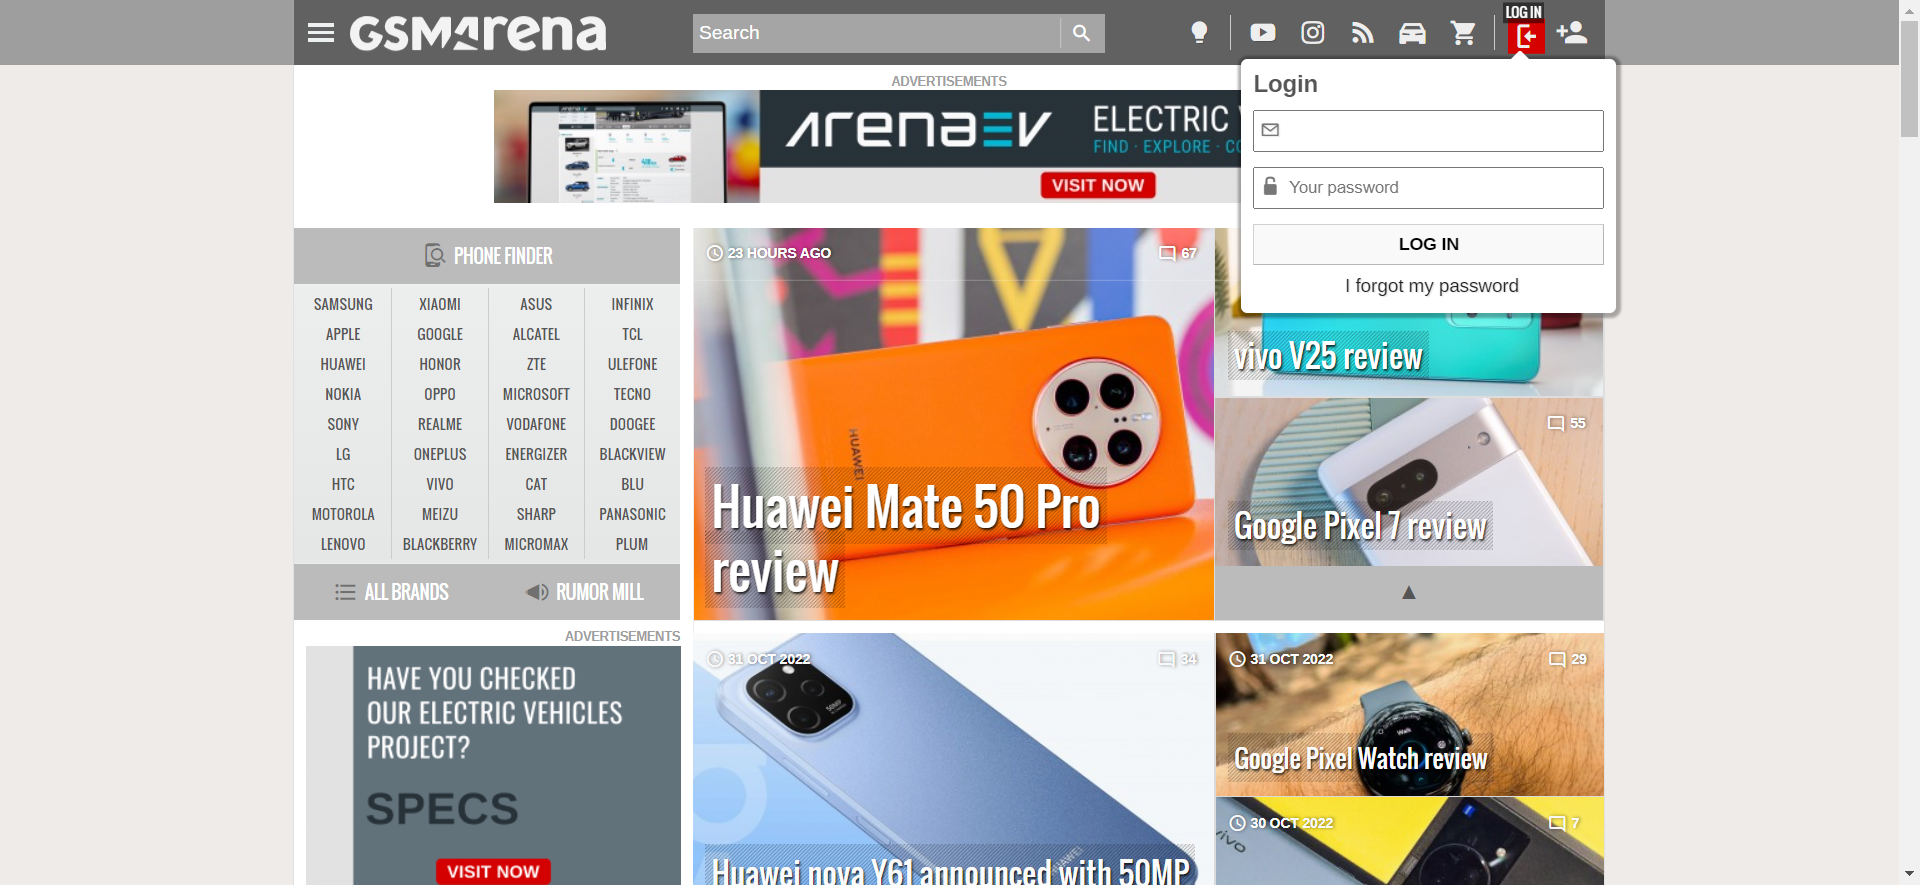 GSMArena
Search
LOG IN
Login
Your password
LOG IN
I forgot my password
ADVERTISEMENTS
ArenaEV
ELECTRIC
FIND · EXPLORE
VISIT NOW
PHONE FINDER
SAMSUNG XIAOMI ASUS INFINIX
APPLE GOOGLE ALCATEL TCL
HUAWEI HONOR ZTE ULEFONE
NOKIA OPPO MICROSOFT TECNO
SONY REALME VODAFONE DOOGEE
LG ONEPLUS ENERGIZER BLACKVIEW
HTC VIVO CAT BLU
MOTOROLA MEIZU SHARP PANASONIC
LENOVO BLACKBERRY MICROMAX PLUM
ALL BRANDS RUMOR MILL
ADVERTISEMENTS
HAVE YOU CHECKED
OUR ELECTRIC VEHICLES
PROJECT?
SPECS
VISIT NOW
23 HOURS AGO 67
HUAWEI
Huawei Mate 50 Pro
review
vivo V25 review
55
Google Pixel 7 review
▲
31 OCT 2022 34
50MP
HUAWEI
Huawei nova Y61 announced with 50MP
31 OCT 2022 29
Walk
Google Pixel Watch review
30 OCT 2022 7
vivo